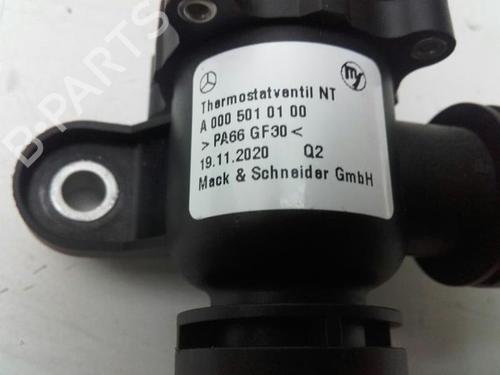 B-PARTS
Thermostatventil NT
A 000 501 01 00
> PA66 GF30 <
19.11.2020 Q2
Mack & Schneider GmbH